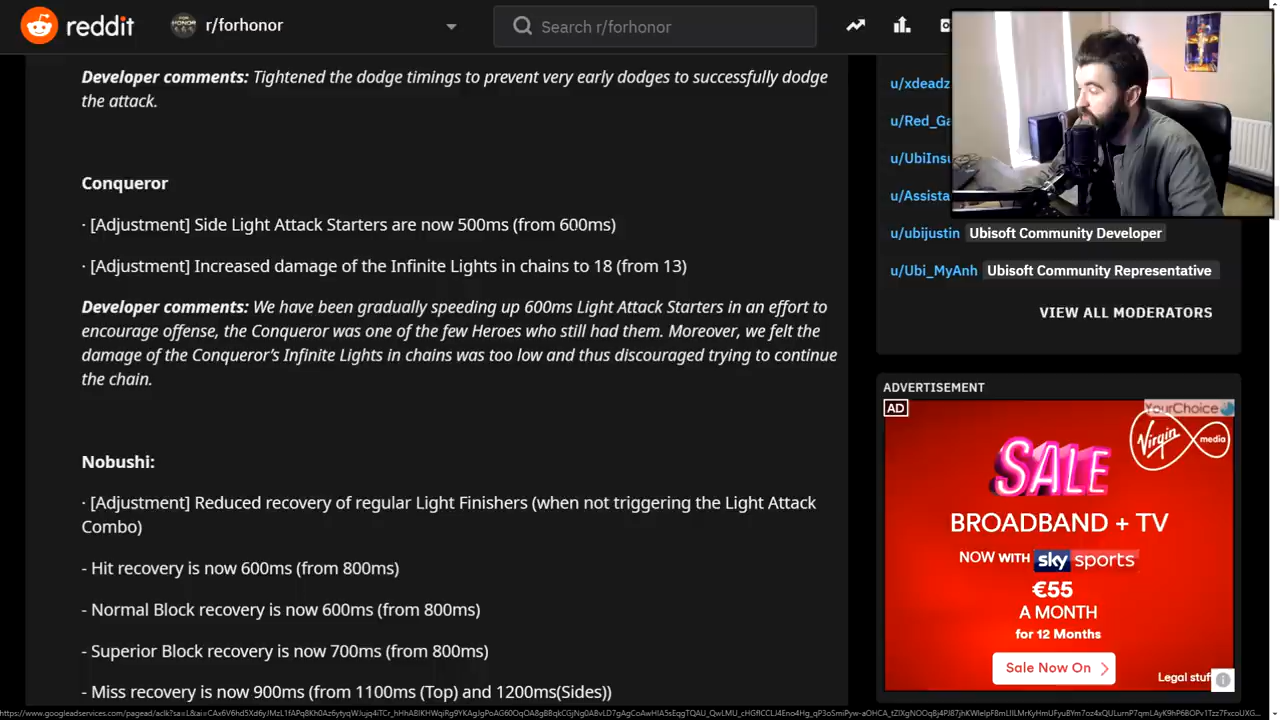 reddit
r/forhonor
Search r/forhonor
Developer comments: Tightened the dodge timings to prevent very early dodges to successfully dodge
the attack.
Conqueror
· [Adjustment] Side Light Attack Starters are now 500ms (from 600ms)
· [Adjustment] Increased damage of the Infinite Lights in chains to 18 (from 13)
Developer comments: We have been gradually speeding up 600ms Light Attack Starters in an effort to
encourage offense, the Conqueror was one of the few Heroes who still had them. Moreover, we felt the
damage of the Conqueror's Infinite Lights in chains was too low and thus discouraged trying to continue
the chain.
Nobushi:
· [Adjustment] Reduced recovery of regular Light Finishers (when not triggering the Light Attack
Combo)
- Hit recovery is now 600ms (from 800ms)
- Normal Block recovery is now 600ms (from 800ms)
- Superior Block recovery is now 700ms (from 800ms)
- Miss recovery is now 900ms (from 1100ms (Top) and 1200ms(Sides))
u/xdeadz
u/Red_Ga
u/UbiInsu
u/Assista
u/ubijustin Ubisoft Community Developer
u/Ubi_MyAnh Ubisoft Community Representative
VIEW ALL MODERATORS
ADVERTISEMENT
AD
YourChoice
Virgin media
SALE
BROADBAND + TV
NOW WITH sky sports
€55
A MONTH
for 12 Months
Sale Now On
Legal stuf